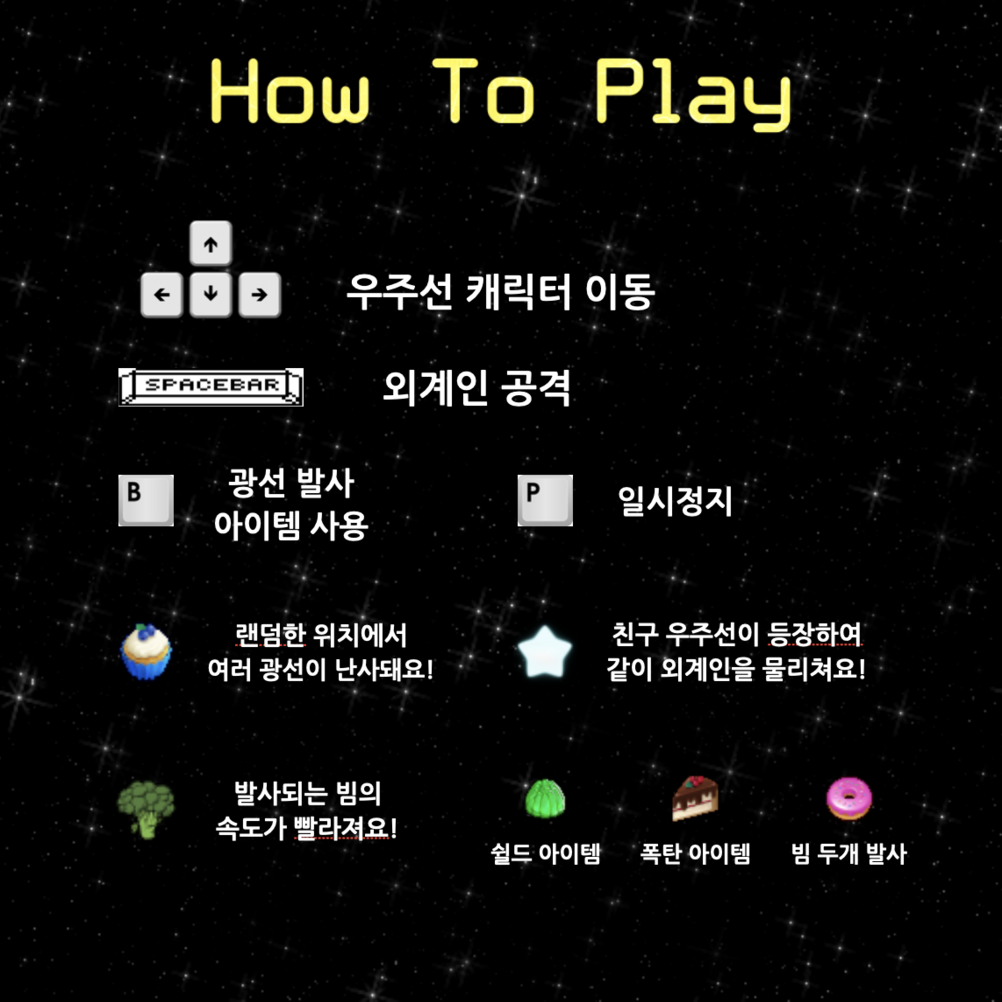 How To Play
↑
← ↓ →
우주선 캐릭터 이동
SPACEBAR
외계인 공격
B
광선 발사
아이템 사용
P
일시정지
랜덤한 위치에서
여러 광선이 난사돼요!
친구 우주선이 등장하여
같이 외계인을 물리쳐요!
발사되는 빔의
속도가 빨라져요!
쉴드 아이템
폭탄 아이템
빔 두개 발사